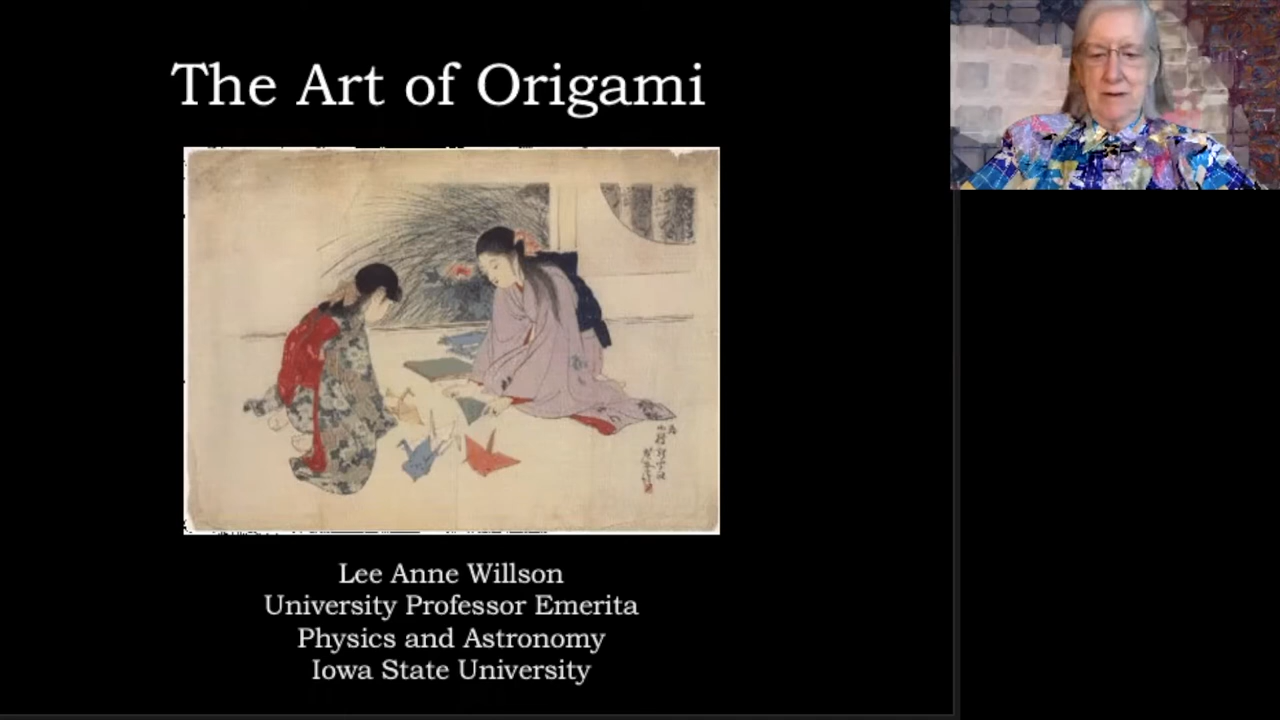 The Art of Origami
Lee Anne Willson
University Professor Emerita
Physics and Astronomy
Iowa State University